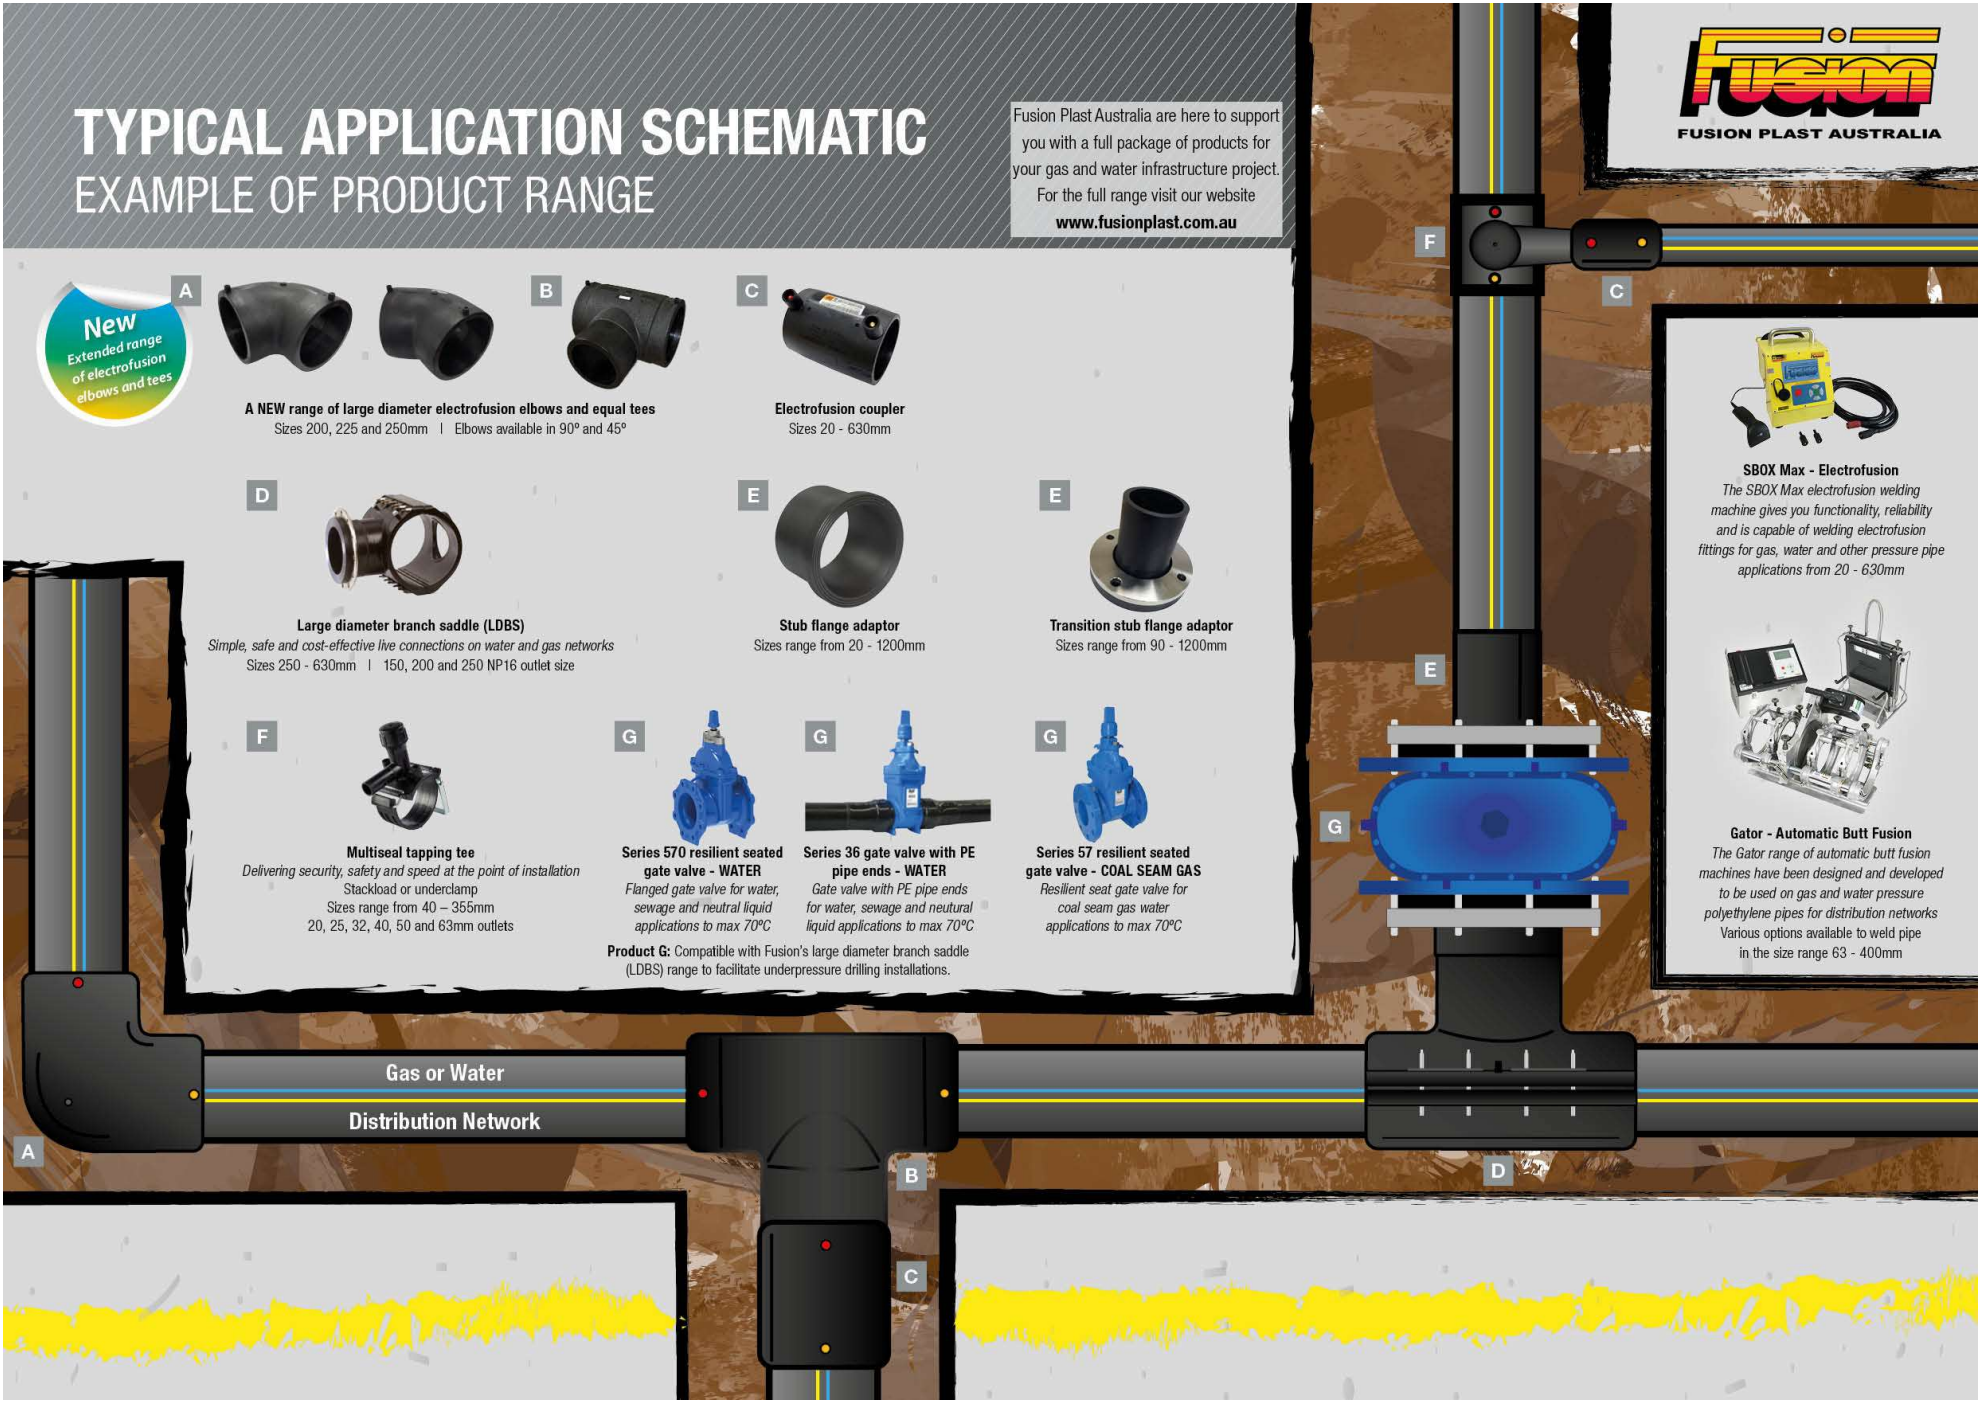 TYPICAL APPLICATION SCHEMATIC
EXAMPLE OF PRODUCT RANGE
Fusion Plast Australia are here to support
you with a full package of products for
your gas and water infrastructure project.
For the full range visit our website
www.fusionplast.com.au
Fusion
FUSION PLAST AUSTRALIA
New
Extended range
of electrofusion
elbows and tees
A
B
A NEW range of large diameter electrofusion elbows and equal tees
Sizes 200, 225 and 250mm | Elbows available in 90º and 45º
C
Electrofusion coupler
Sizes 20 - 630mm
D
Large diameter branch saddle (LDBS)
Simple, safe and cost-effective live connections on water and gas networks
Sizes 250 - 630mm | 150, 200 and 250 NP16 outlet size
E
Stub flange adaptor
Sizes range from 20 - 1200mm
E
Transition stub flange adaptor
Sizes range from 90 - 1200mm
F
Multiseal tapping tee
Delivering security, safety and speed at the point of installation
Stackload or underclamp
Sizes range from 40 – 355mm
20, 25, 32, 40, 50 and 63mm outlets
G
Series 570 resilient seated
gate valve - WATER
Flanged gate valve for water,
sewage and neutral liquid
applications to max 70ºC
G
Series 36 gate valve with PE
pipe ends - WATER
Gate valve with PE pipe ends
for water, sewage and neutural
liquid applications to max 70ºC
G
Series 57 resilient seated
gate valve - COAL SEAM GAS
Resilient seat gate valve for
coal seam gas water
applications to max 70ºC
Product G: Compatible with Fusion's large diameter branch saddle
(LDBS) range to facilitate underpressure drilling installations.
F
C
SBOX Max - Electrofusion
The SBOX Max electrofusion welding
machine gives you functionality, reliability
and is capable of welding electrofusion
fittings for gas, water and other pressure pipe
applications from 20 - 630mm
E
G
Gator - Automatic Butt Fusion
The Gator range of automatic butt fusion
machines have been designed and developed
to be used on gas and water pressure
polyethylene pipes for distribution networks
Various options available to weld pipe
in the size range 63 - 400mm
Gas or Water
Distribution Network
A
B
D
C